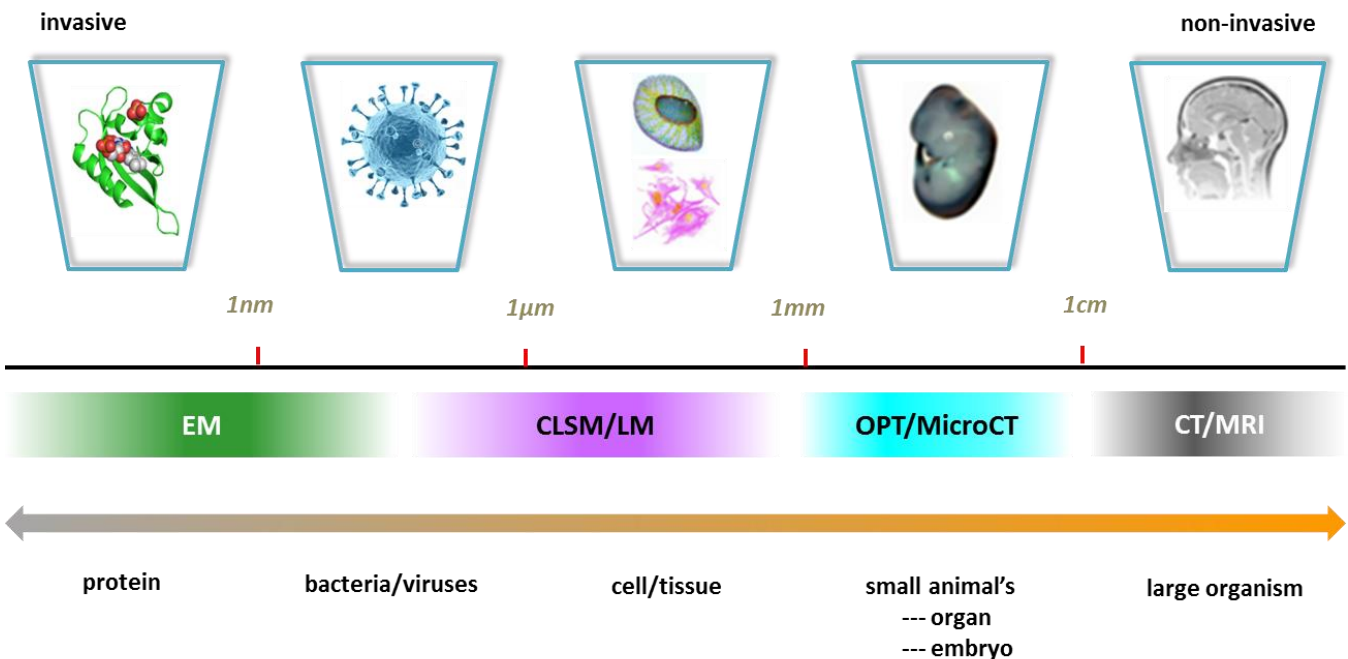 invasive
non-invasive
1nm
1μm
1mm
1cm
EM
CLSM/LM
OPT/MicroCT
CT/MRI
protein
bacteria/viruses
cell/tissue
small animal's
--- organ
--- embryo
large organism